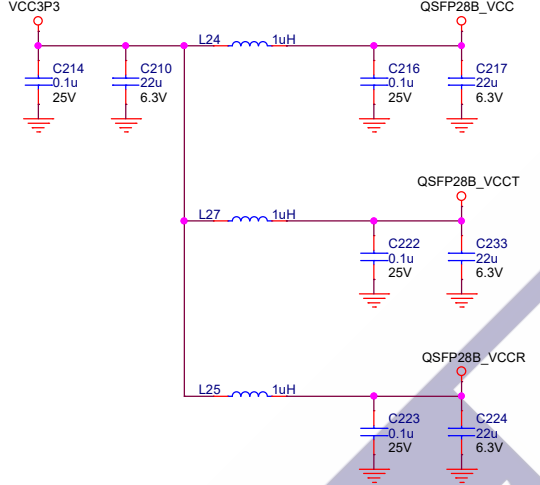 VCC3P3
QSFP28B_VCC
L24
1uH
C214
0.1u
25V
C210
22u
6.3V
C216
0.1u
25V
C217
22u
6.3V
QSFP28B_VCCT
L27
1uH
C222
0.1u
25V
C233
22u
6.3V
QSFP28B_VCCR
L25
1uH
C223
0.1u
25V
C224
22u
6.3V